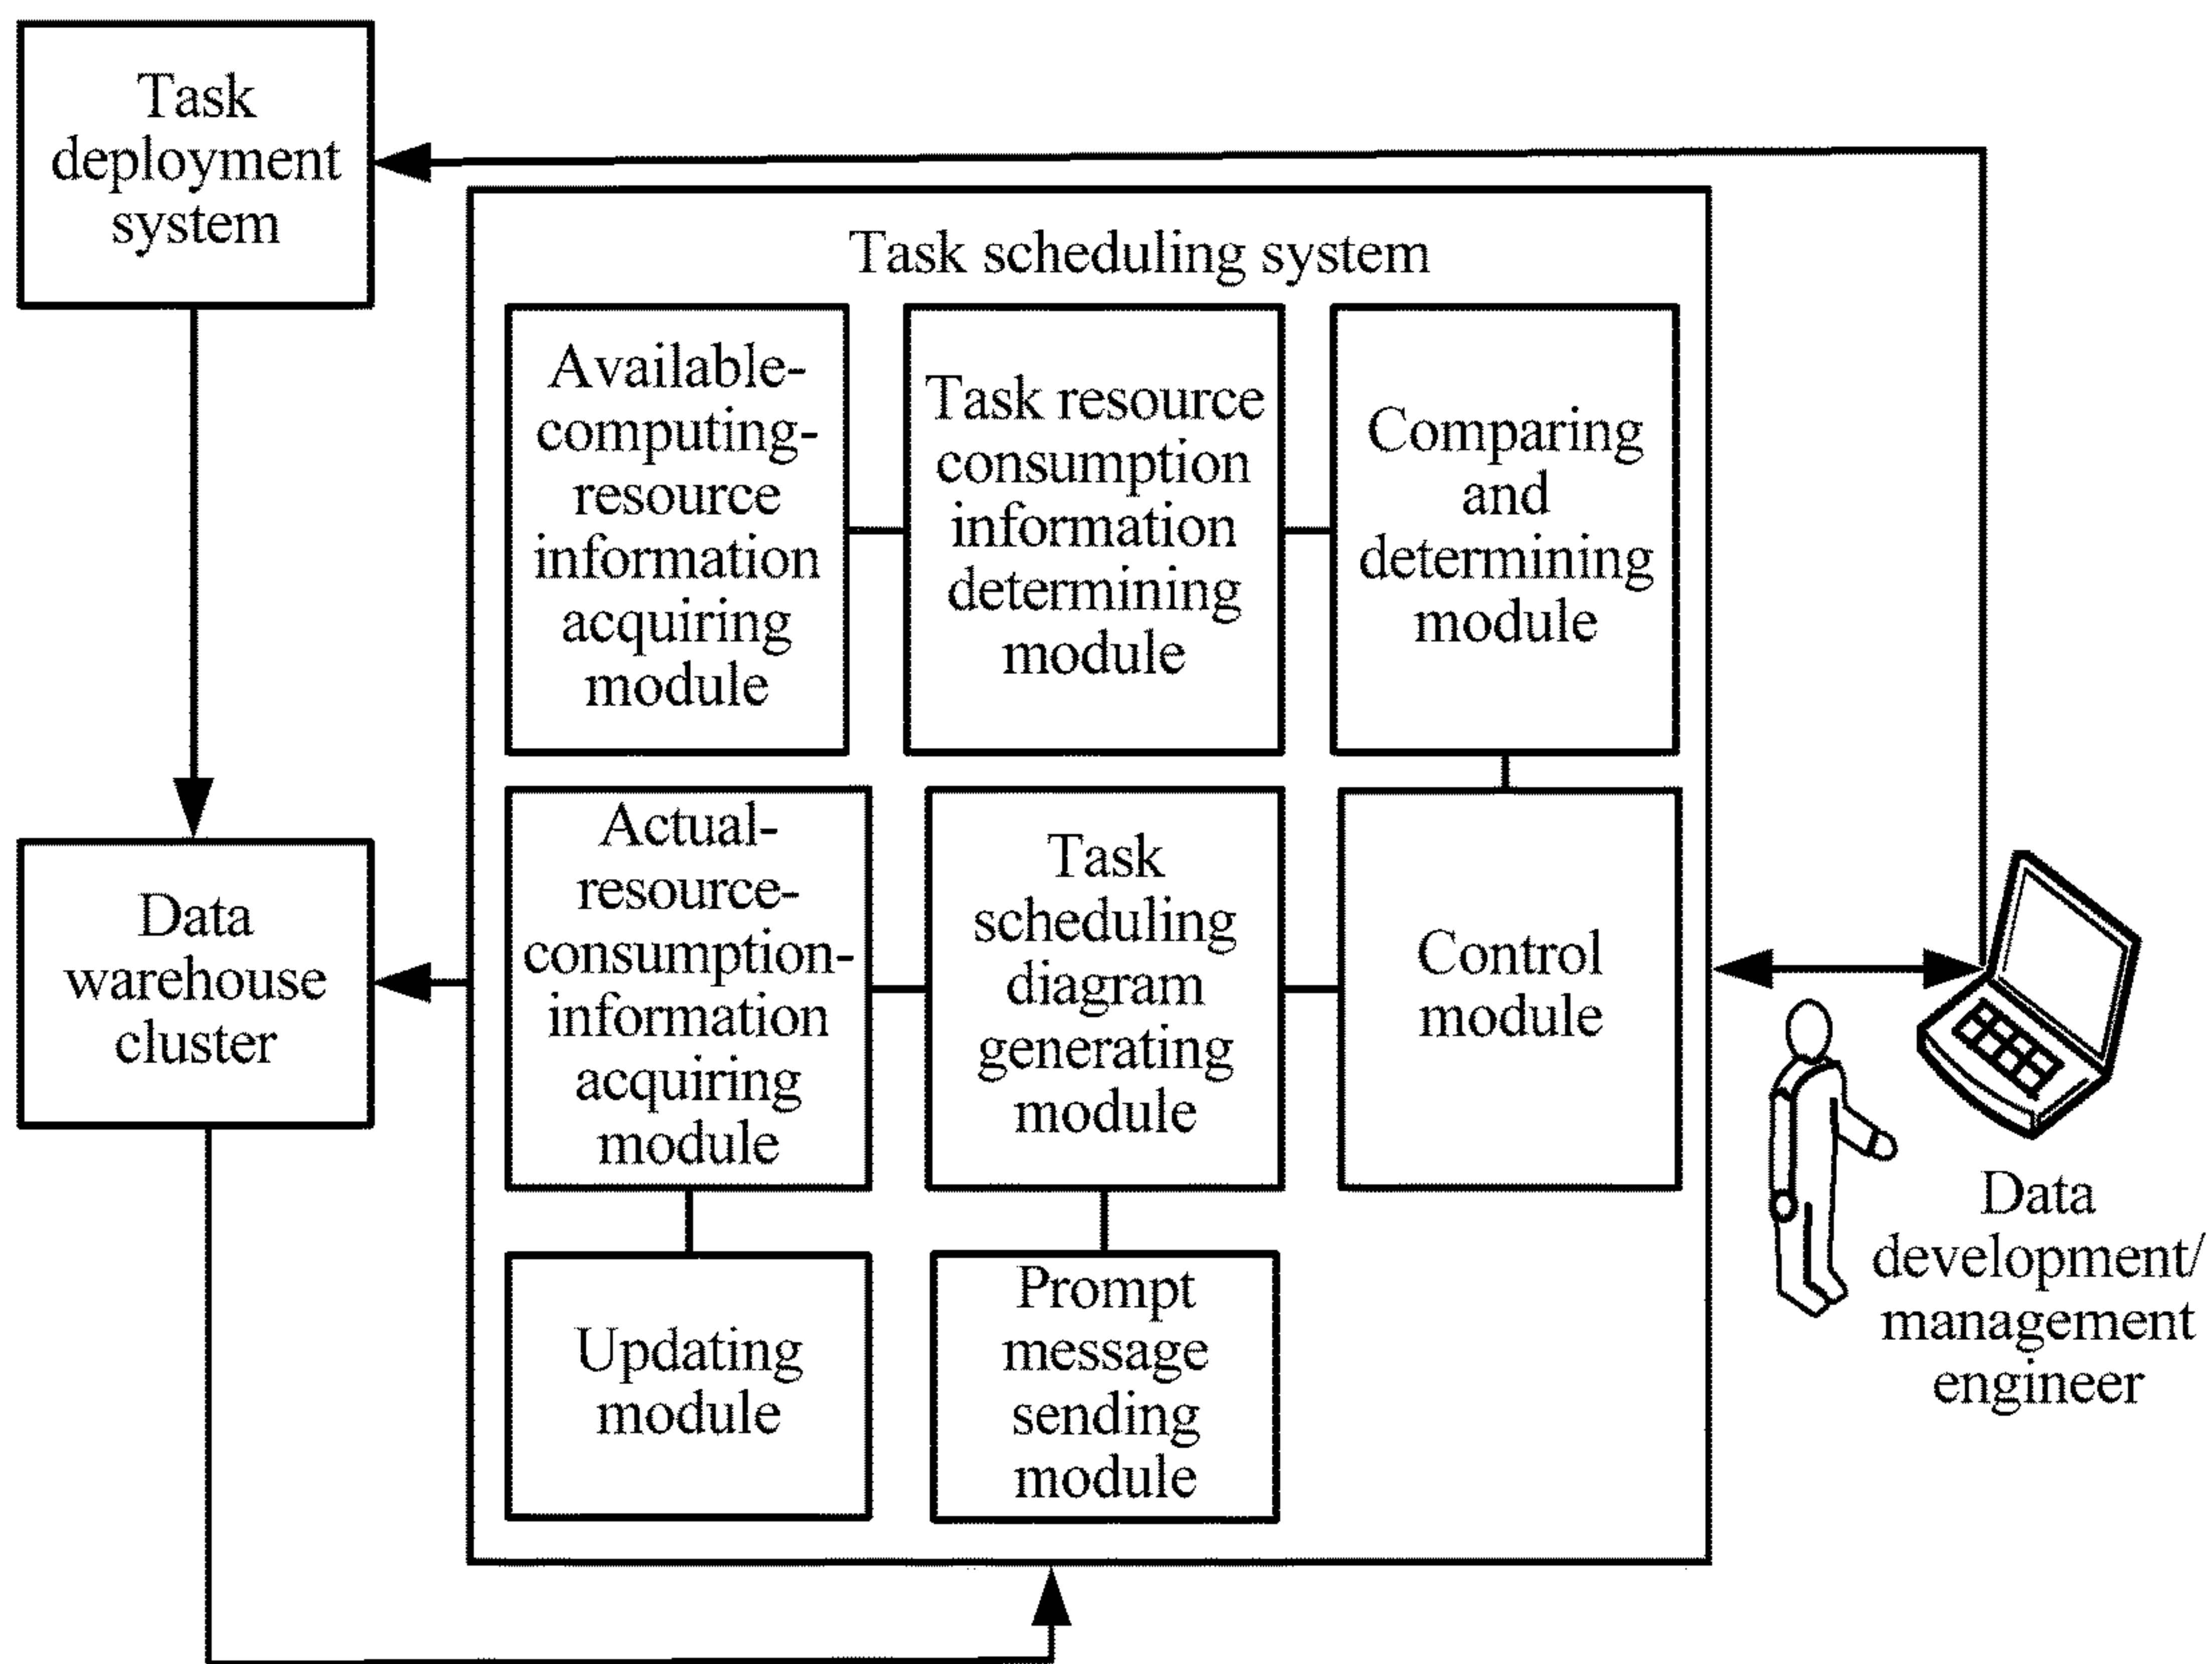 Task
deployment
system
Task scheduling system
Available-
computing-
resource
information
acquiring
module
Task resource
consumption
information
determining
module
Comparing
and
determining
module
Data
warehouse
cluster
Actual-
resource-
consumption-
information
acquiring
module
Task
scheduling
diagram
generating
module
Control
module
Updating
module
Prompt
message
sending
module
Data
development/
management
engineer